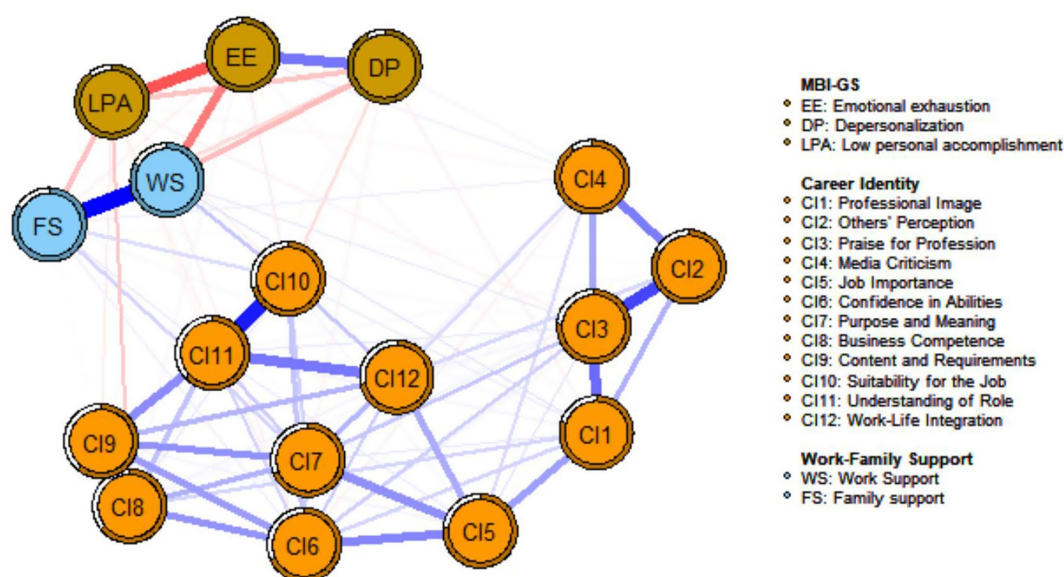 EE
DP
LPA
WS
FS
CI4
CI2
CI10
CI3
CI11
CI12
CI1
CI9
CI7
CI8
CI5
CI6
MBI-GS
EE: Emotional exhaustion
DP: Depersonalization
LPA: Low personal accomplishment
Career Identity
CI1: Professional Image
CI2: Others' Perception
CI3: Praise for Profession
CI4: Media Criticism
CI5: Job Importance
CI6: Confidence in Abilities
CI7: Purpose and Meaning
CI8: Business Competence
CI9: Content and Requirements
CI10: Suitability for the Job
CI11: Understanding of Role
CI12: Work-Life Integration
Work-Family Support
WS: Work Support
FS: Family support